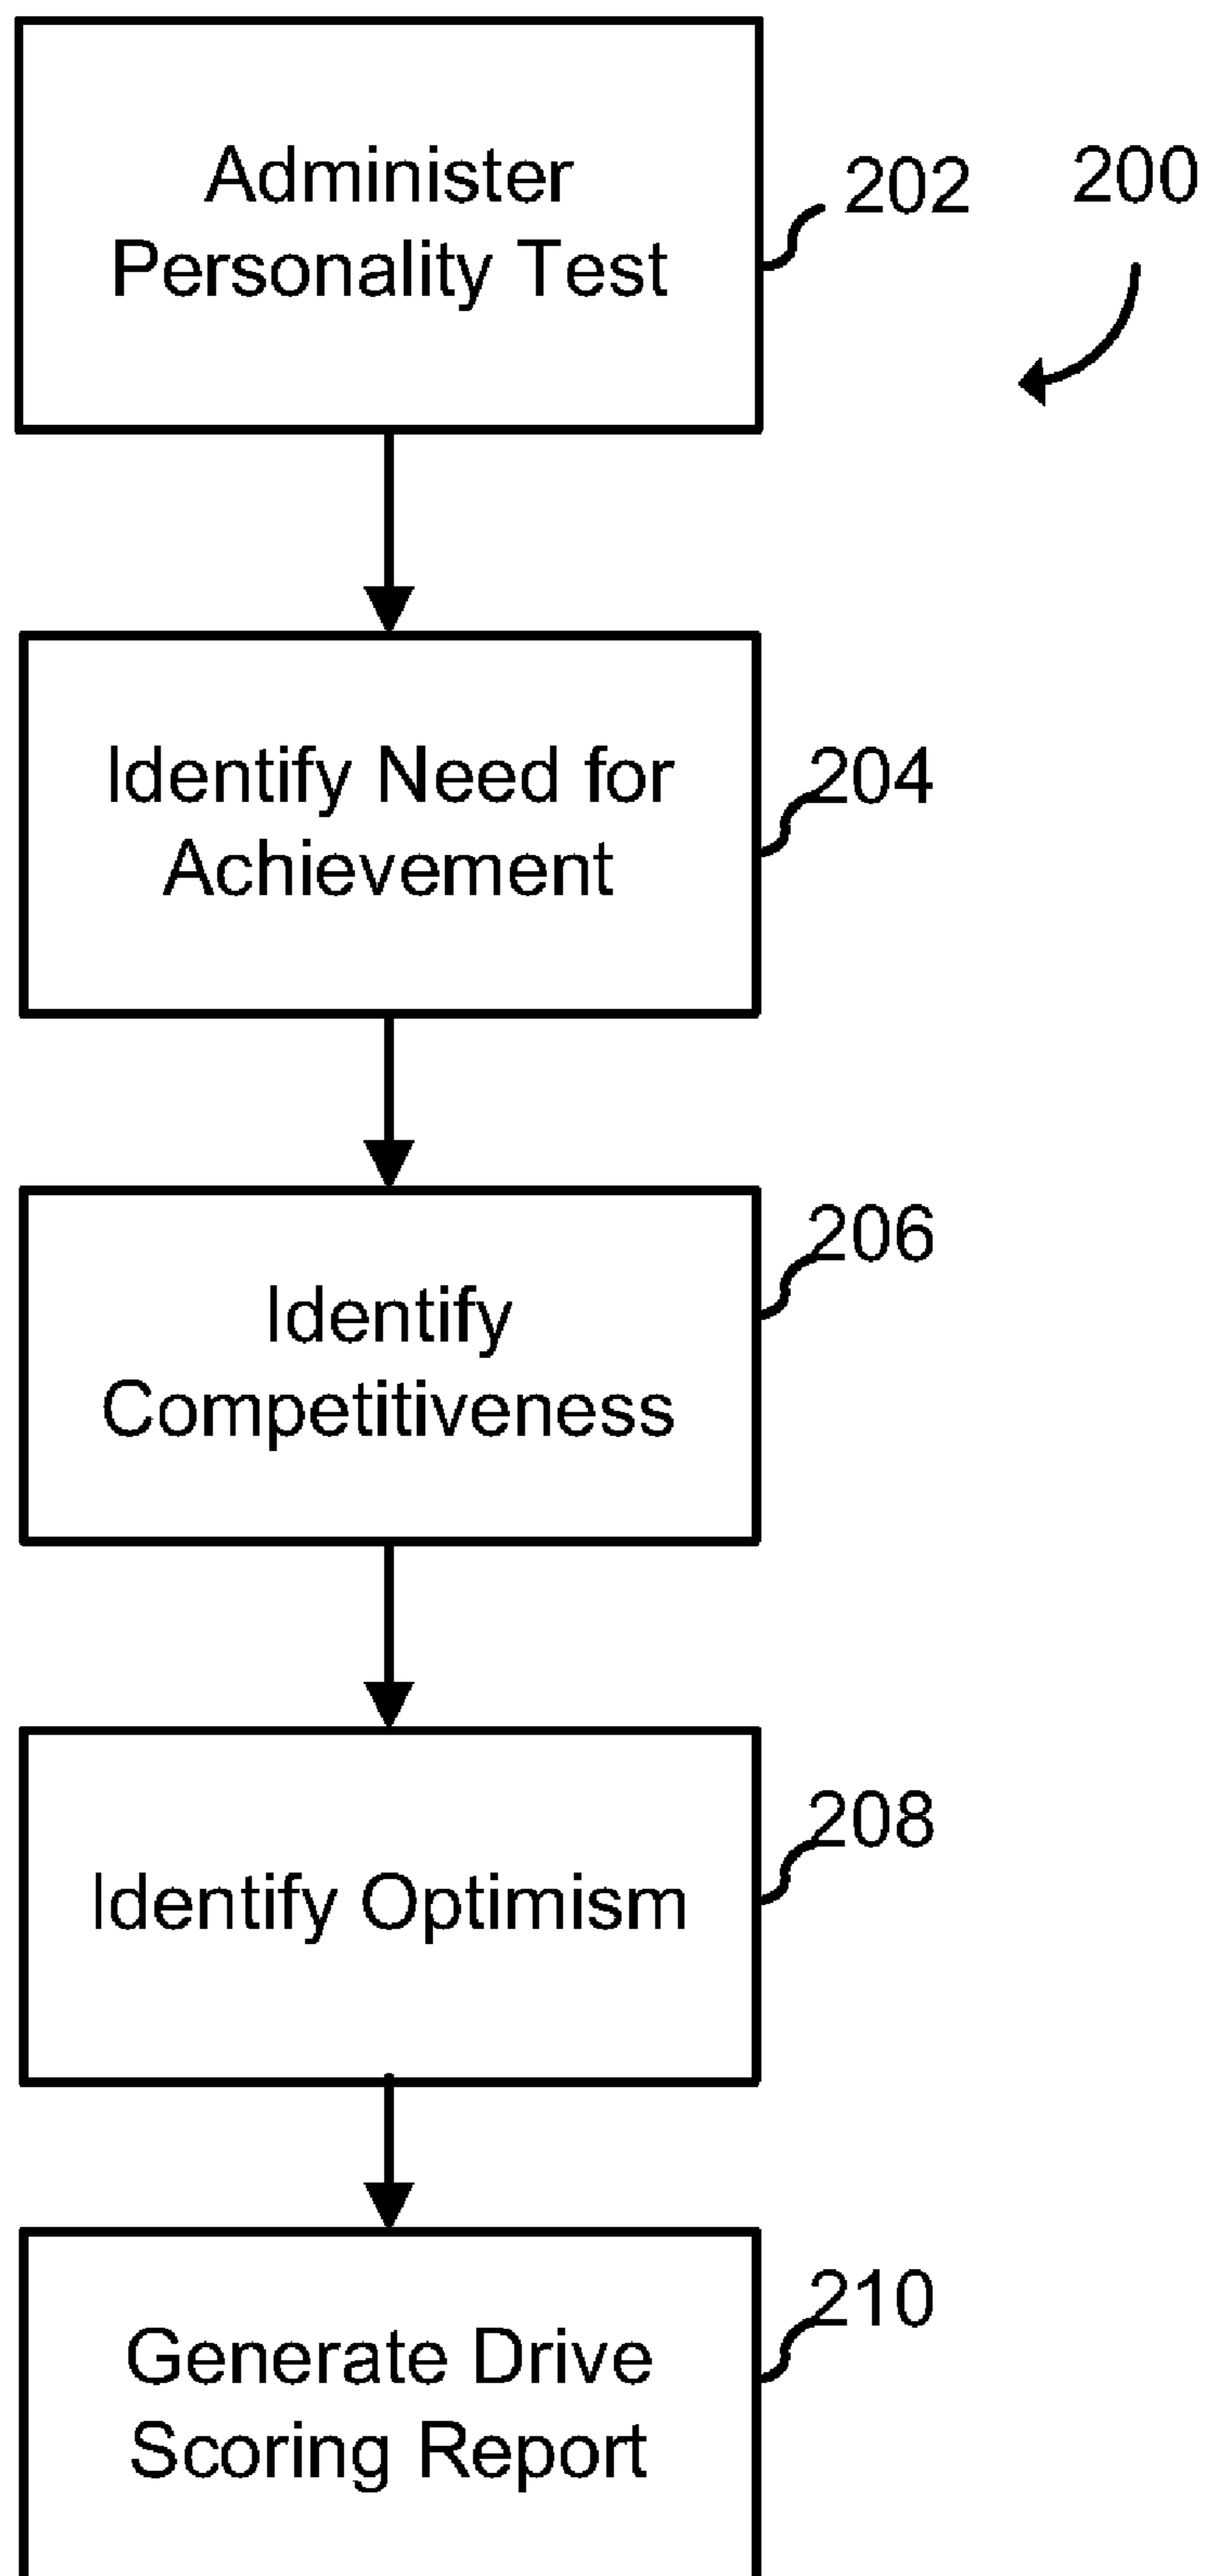 Administer
Personality Test
202
200
Identify Need for
Achievement
204
Identify
Competitiveness
206
Identify Optimism
208
Generate Drive
Scoring Report
210